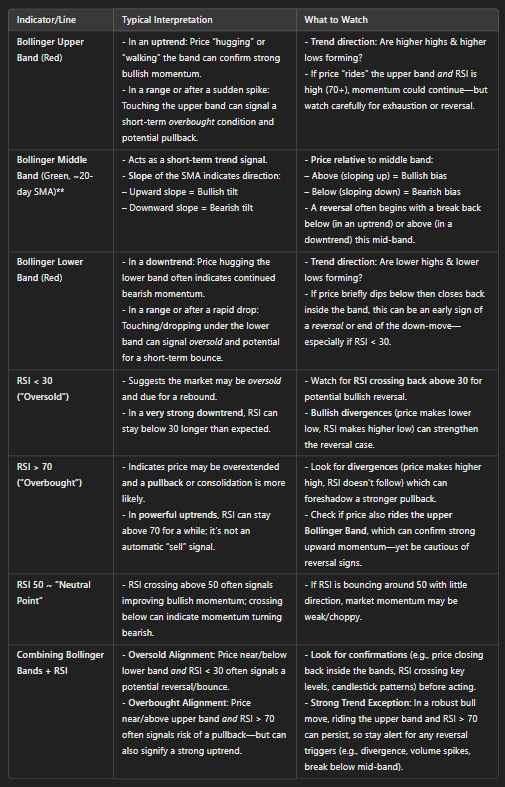 Indicator/Line
Typical Interpretation
What to Watch
Bollinger Upper
Band (Red)
- In an uptrend: Price "hugging" or
"walking" the band can confirm strong
bullish momentum.
- In a range or after a sudden spike:
Touching the upper band can signal a
short-term overbought condition and
potential pullback.
- Trend direction: Are higher highs & higher
lows forming?
- If price "rides" the upper band and RSI is
high (70+), momentum could continue—but
watch carefully for exhaustion or reversal.
Bollinger Middle
Band (Green, ~20-
day SMA)**
- Acts as a short-term trend signal.
- Slope of the SMA indicates direction:
– Upward slope = Bullish tilt
– Downward slope = Bearish tilt
- Price relative to middle band:
– Above (sloping up) = Bullish bias
– Below (sloping down) = Bearish bias
- A reversal often begins with a break back
below (in an uptrend) or above (in a
downtrend) this mid-band.
Bollinger Lower
Band (Red)
- In a downtrend: Price hugging the
lower band often indicates continued
bearish momentum.
- In a range or after a rapid drop:
Touching/dropping under the lower
band can signal oversold and potential
for a short-term bounce.
- Trend direction: Are lower highs & lower
lows forming?
- If price briefly dips below then closes back
inside the band, this can be an early sign of
a reversal or end of the down-move—
especially if RSI < 30.
RSI < 30
("Oversold")
- Suggests the market may be oversold
and due for a rebound.
- In a very strong downtrend, RSI can
stay below 30 longer than expected.
- Watch for RSI crossing back above 30 for
potential bullish reversal.
- Bullish divergences (price makes lower
low, RSI makes higher low) can strengthen
the reversal case.
RSI > 70
("Overbought")
- Indicates price may be overextended
and a pullback or consolidation is more
likely.
- In powerful uptrends, RSI can stay
above 70 for a while; it's not an
automatic "sell" signal.
- Look for divergences (price makes higher
high, RSI doesn't follow) which can
foreshadow a stronger pullback.
- Check if price also rides the upper
Bollinger Band, which can confirm strong
upward momentum—yet be cautious of
reversal signs.
RSI 50 ~ "Neutral
Point"
- RSI crossing above 50 often signals
improving bullish momentum; crossing
below can indicate momentum turning
bearish.
- If RSI is bouncing around 50 with little
direction, market momentum may be
weak/choppy.
Combining Bollinger
Bands + RSI
- Oversold Alignment: Price near/below
lower band and RSI < 30 often signals a
potential reversal/bounce.
- Overbought Alignment: Price
near/above upper band and RSI > 70
often signals risk of a pullback—but can
also signify a strong uptrend.
- Look for confirmations (e.g., price closing
back inside the bands, RSI crossing key
levels, candlestick patterns) before acting.
- Strong Trend Exception: In a robust bull
move, riding the upper band and RSI > 70
can persist, so stay alert for any reversal
triggers (e.g., divergence, volume spikes,
break below mid-band).